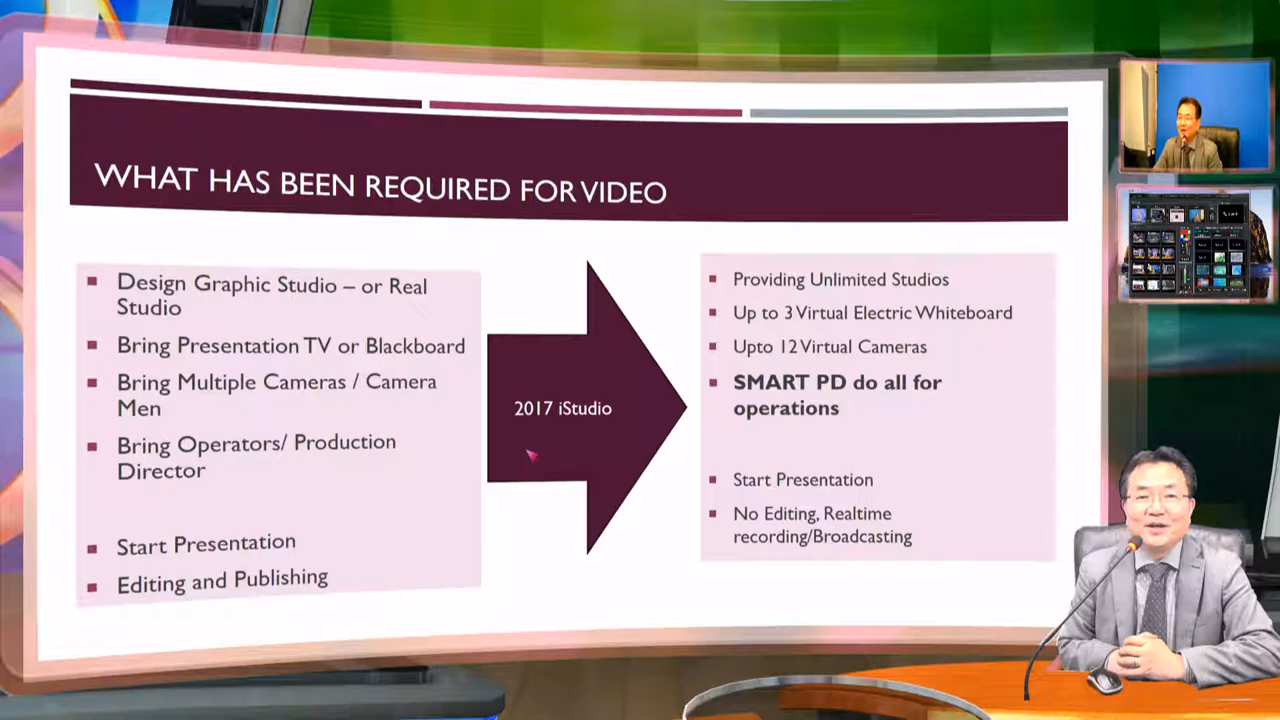 WHAT HAS BEEN REQUIRED FOR VIDEO
Design Graphic Studio – or Real
Studio
Bring Presentation TV or Blackboard
Bring Multiple Cameras / Camera
Men
Bring Operators/ Production
Director
Start Presentation
Editing and Publishing
2017 iStudio
Providing Unlimited Studios
Up to 3 Virtual Electric Whiteboard
Upto 12 Virtual Cameras
SMART PD do all for
operations
Start Presentation
No Editing, Realtime
recording/Broadcasting